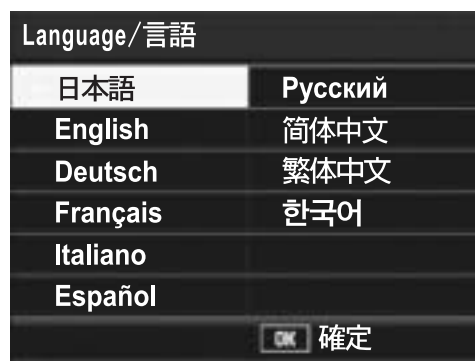 Language/言語
日本語
English
Deutsch
Français
Italiano
Español
Русский
简体中文
繁体中文
한국어
OK 確定